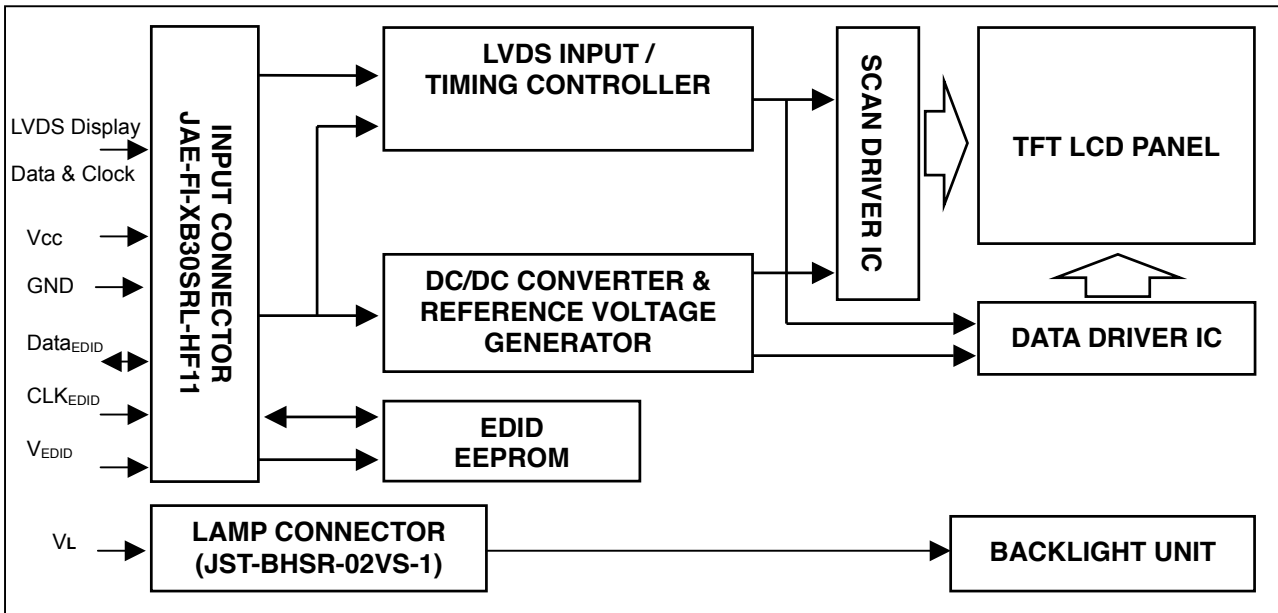 LVDS Display
Data & Clock
Vcc
GND
DataEDID
CLKEDID
VEDID
VL
INPUT CONNECTOR
JAE-FI-XB30SRL-HF11
LVDS INPUT /
TIMING CONTROLLER
DC/DC CONVERTER &
REFERENCE VOLTAGE
GENERATOR
EDID
EEPROM
SCAN DRIVER IC
TFT LCD PANEL
DATA DRIVER IC
LAMP CONNECTOR
(JST-BHSR-02VS-1)
BACKLIGHT UNIT